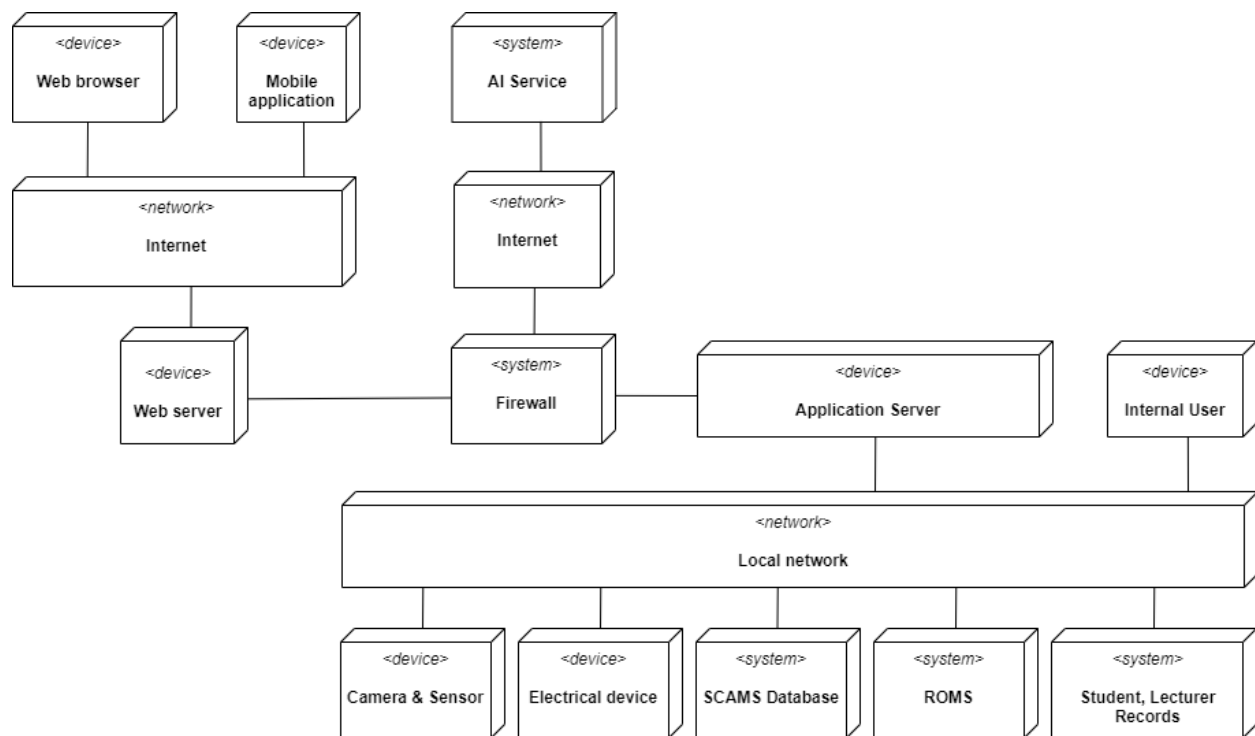 <device>
Web browser
<device>
Mobile
application
<system>
AI Service
<network>
Internet
<network>
Internet
<device>
Web server
<system>
Firewall
<device>
Application Server
<device>
Internal User
<network>
Local network
<device>
Camera & Sensor
<device>
Electrical device
<system>
SCAMS Database
<system>
ROMS
<system>
Student, Lecturer
Records